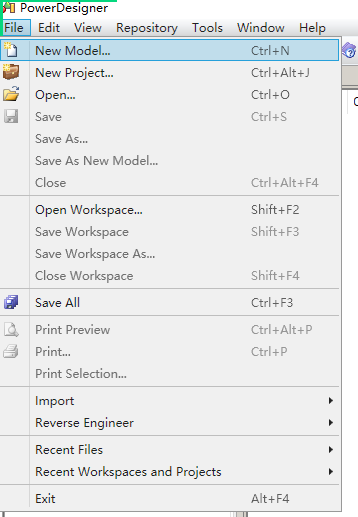 PowerDesigner
File Edit View Repository Tools Window Help
New Model... Ctrl+N
New Project... Ctrl+Alt+J
Open... Ctrl+O
Save Ctrl+S
Save As...
Save As New Model...
Close Ctrl+Alt+F4
Open Workspace... Shift+F2
Save Workspace Shift+F3
Save Workspace As...
Close Workspace Shift+F4
Save All Ctrl+F3
Print Preview Ctrl+Alt+P
Print... Ctrl+P
Print Selection...
Import
Reverse Engineer
Recent Files
Recent Workspaces and Projects
Exit Alt+F4